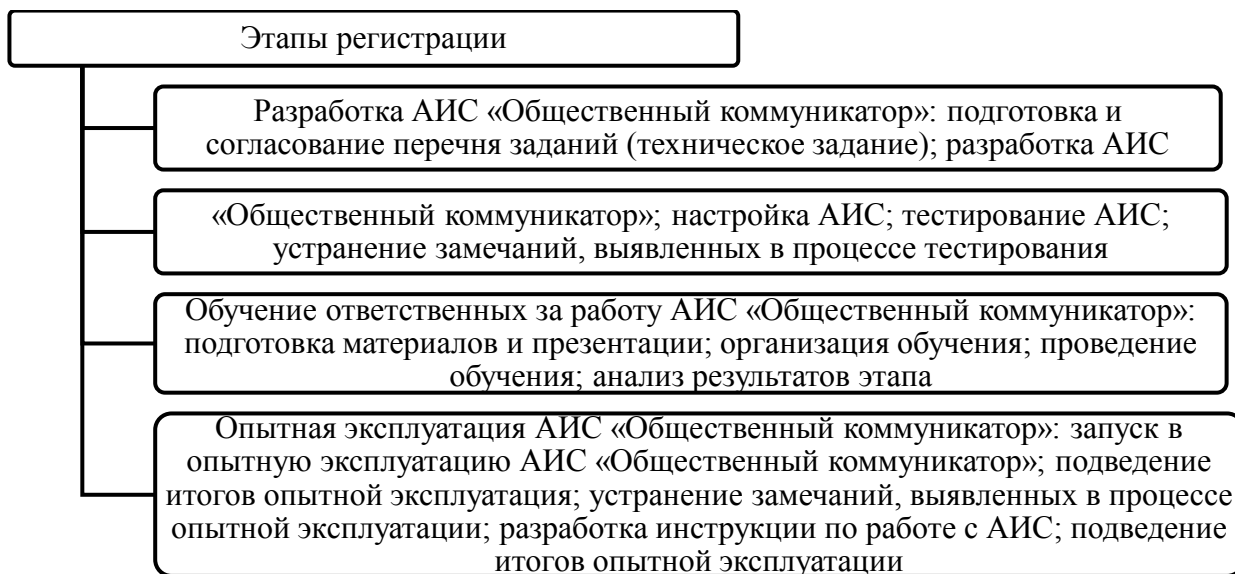 Этапы регистрации
Разработка АИС «Общественный коммуникатор»: подготовка и
согласование перечня заданий (техническое задание); разработка АИС
«Общественный коммуникатор»; настройка АИС; тестирование АИС;
устранение замечаний, выявленных в процессе тестирования
Обучение ответственных за работу АИС «Общественный коммуникатор»:
подготовка материалов и презентации; организация обучения; проведение
обучения; анализ результатов этапа
Опытная эксплуатация АИС «Общественный коммуникатор»: запуск в
опытную эксплуатацию АИС «Общественный коммуникатор»; подведение
итогов опытной эксплуатация; устранение замечаний, выявленных в процессе
опытной эксплуатации; разработка инструкции по работе с АИС; подведение
итогов опытной эксплуатации